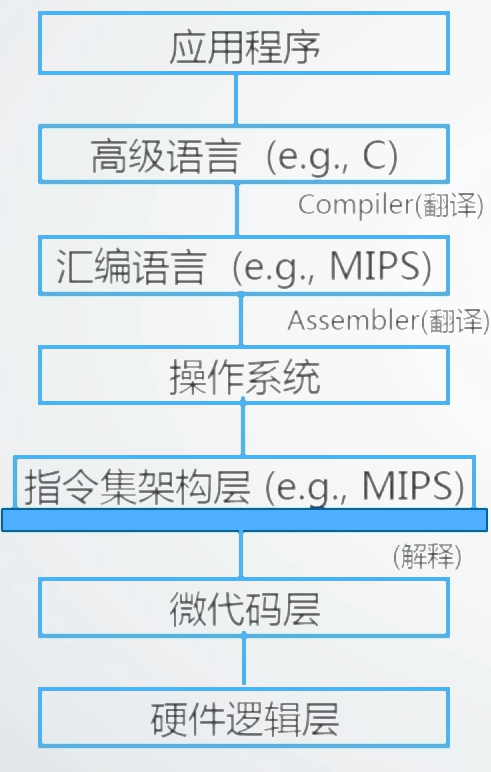 应用程序
高级语言 (e.g., C)
Compiler(翻译)
汇编语言 (e.g., MIPS)
Assembler(翻译)
操作系统
指令集架构层 (e.g., MIPS)
(解释)
微代码层
硬件逻辑层